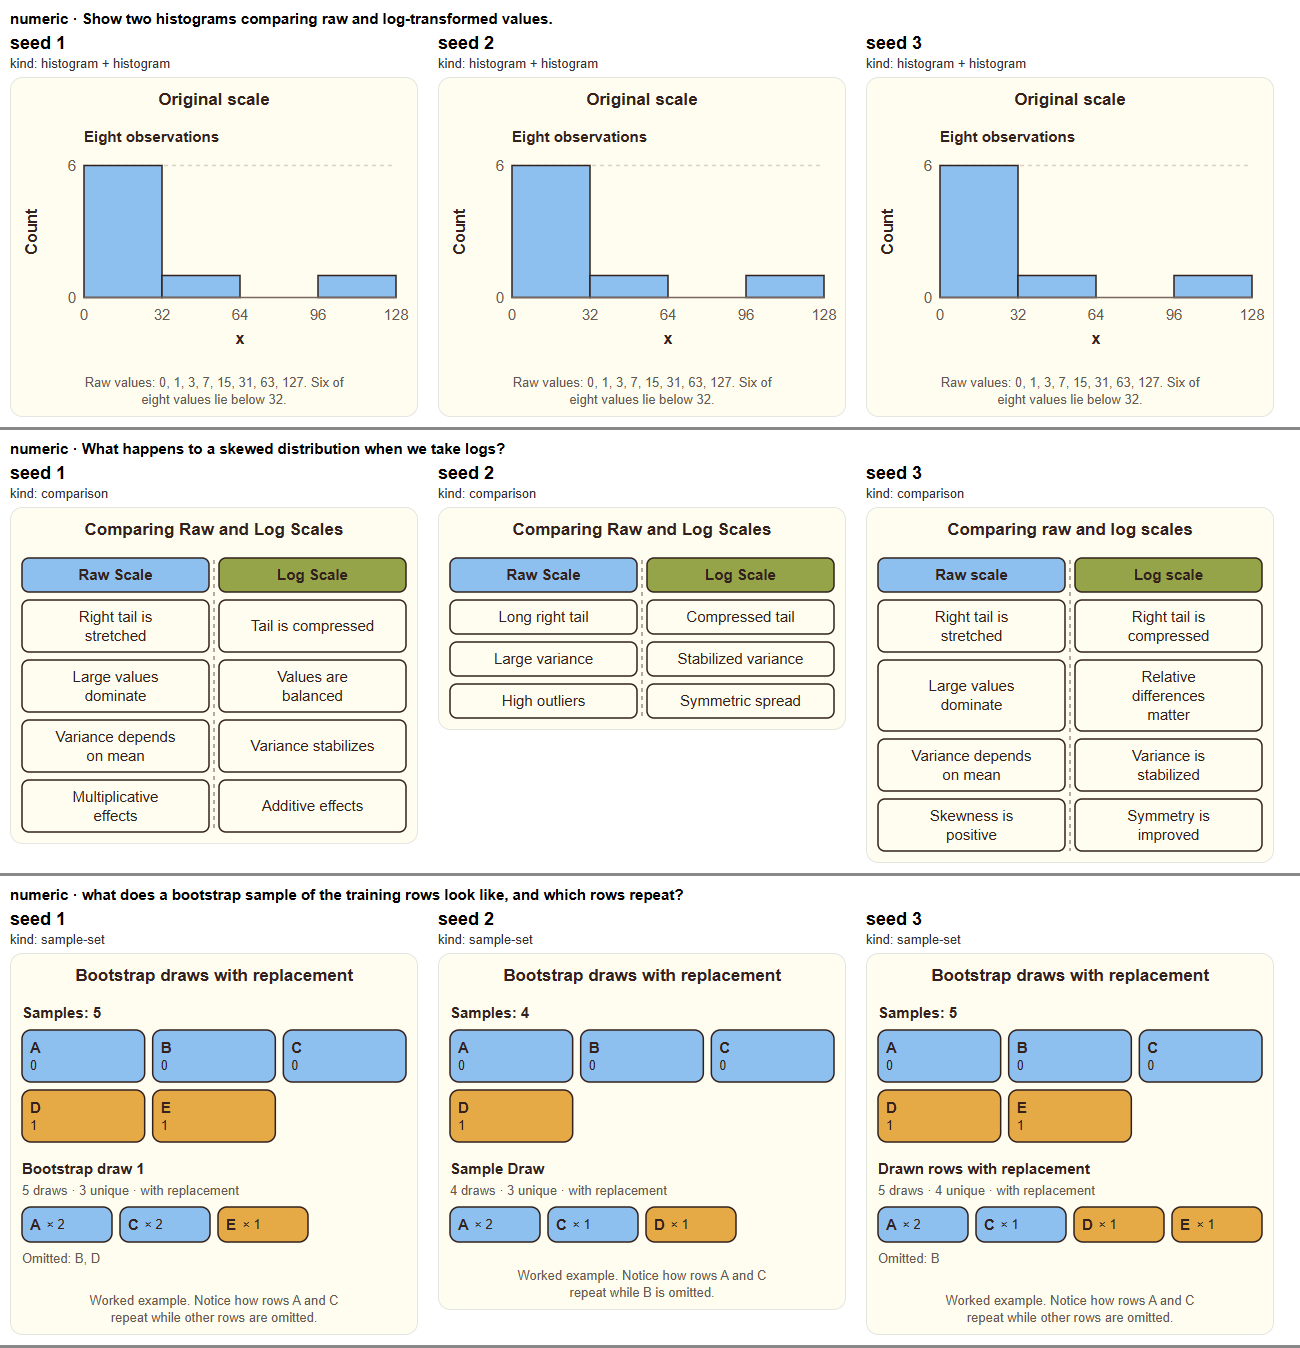 numeric · Show two histograms comparing raw and log-transformed values.
seed 1
kind: histogram + histogram
Original scale
Eight observations
6
Count
0
0 32 64 96 128
x
Raw values: 0, 1, 3, 7, 15, 31, 63, 127. Six of
eight values lie below 32.
seed 2
kind: histogram + histogram
Original scale
Eight observations
6
Count
0
0 32 64 96 128
x
Raw values: 0, 1, 3, 7, 15, 31, 63, 127. Six of
eight values lie below 32.
seed 3
kind: histogram + histogram
Original scale
Eight observations
6
Count
0
0 32 64 96 128
x
Raw values: 0, 1, 3, 7, 15, 31, 63, 127. Six of
eight values lie below 32.
numeric · What happens to a skewed distribution when we take logs?
seed 1
kind: comparison
Comparing Raw and Log Scales
Raw Scale
Log Scale
Right tail is
stretched
Tail is compressed
Large values
dominate
Values are
balanced
Variance depends
on mean
Variance stabilizes
Multiplicative
effects
Additive effects
seed 2
kind: comparison
Comparing Raw and Log Scales
Raw Scale
Log Scale
Long right tail
Compressed tail
Large variance
Stabilized variance
High outliers
Symmetric spread
seed 3
kind: comparison
Comparing raw and log scales
Raw scale
Log scale
Right tail is
stretched
Right tail is
compressed
Large values
dominate
Relative
differences
matter
Variance depends
on mean
Variance is
stabilized
Skewness is
positive
Symmetry is
improved
numeric · what does a bootstrap sample of the training rows look like, and which rows repeat?
seed 1
kind: sample-set
Bootstrap draws with replacement
Samples: 5
A
0
B
0
C
0
D
1
E
1
Bootstrap draw 1
5 draws · 3 unique · with replacement
A × 2
C × 2
E × 1
Omitted: B, D
Worked example. Notice how rows A and C
repeat while other rows are omitted.
seed 2
kind: sample-set
Bootstrap draws with replacement
Samples: 4
A
0
B
0
C
0
D
1
Sample Draw
4 draws · 3 unique · with replacement
A × 2
C × 1
D × 1
Worked example. Notice how rows A and C
repeat while B is omitted.
seed 3
kind: sample-set
Bootstrap draws with replacement
Samples: 5
A
0
B
0
C
0
D
1
E
1
Drawn rows with replacement
5 draws · 4 unique · with replacement
A × 2
C × 1
D × 1
E × 1
Omitted: B
Worked example. Notice how rows A and C
repeat while other rows are omitted.